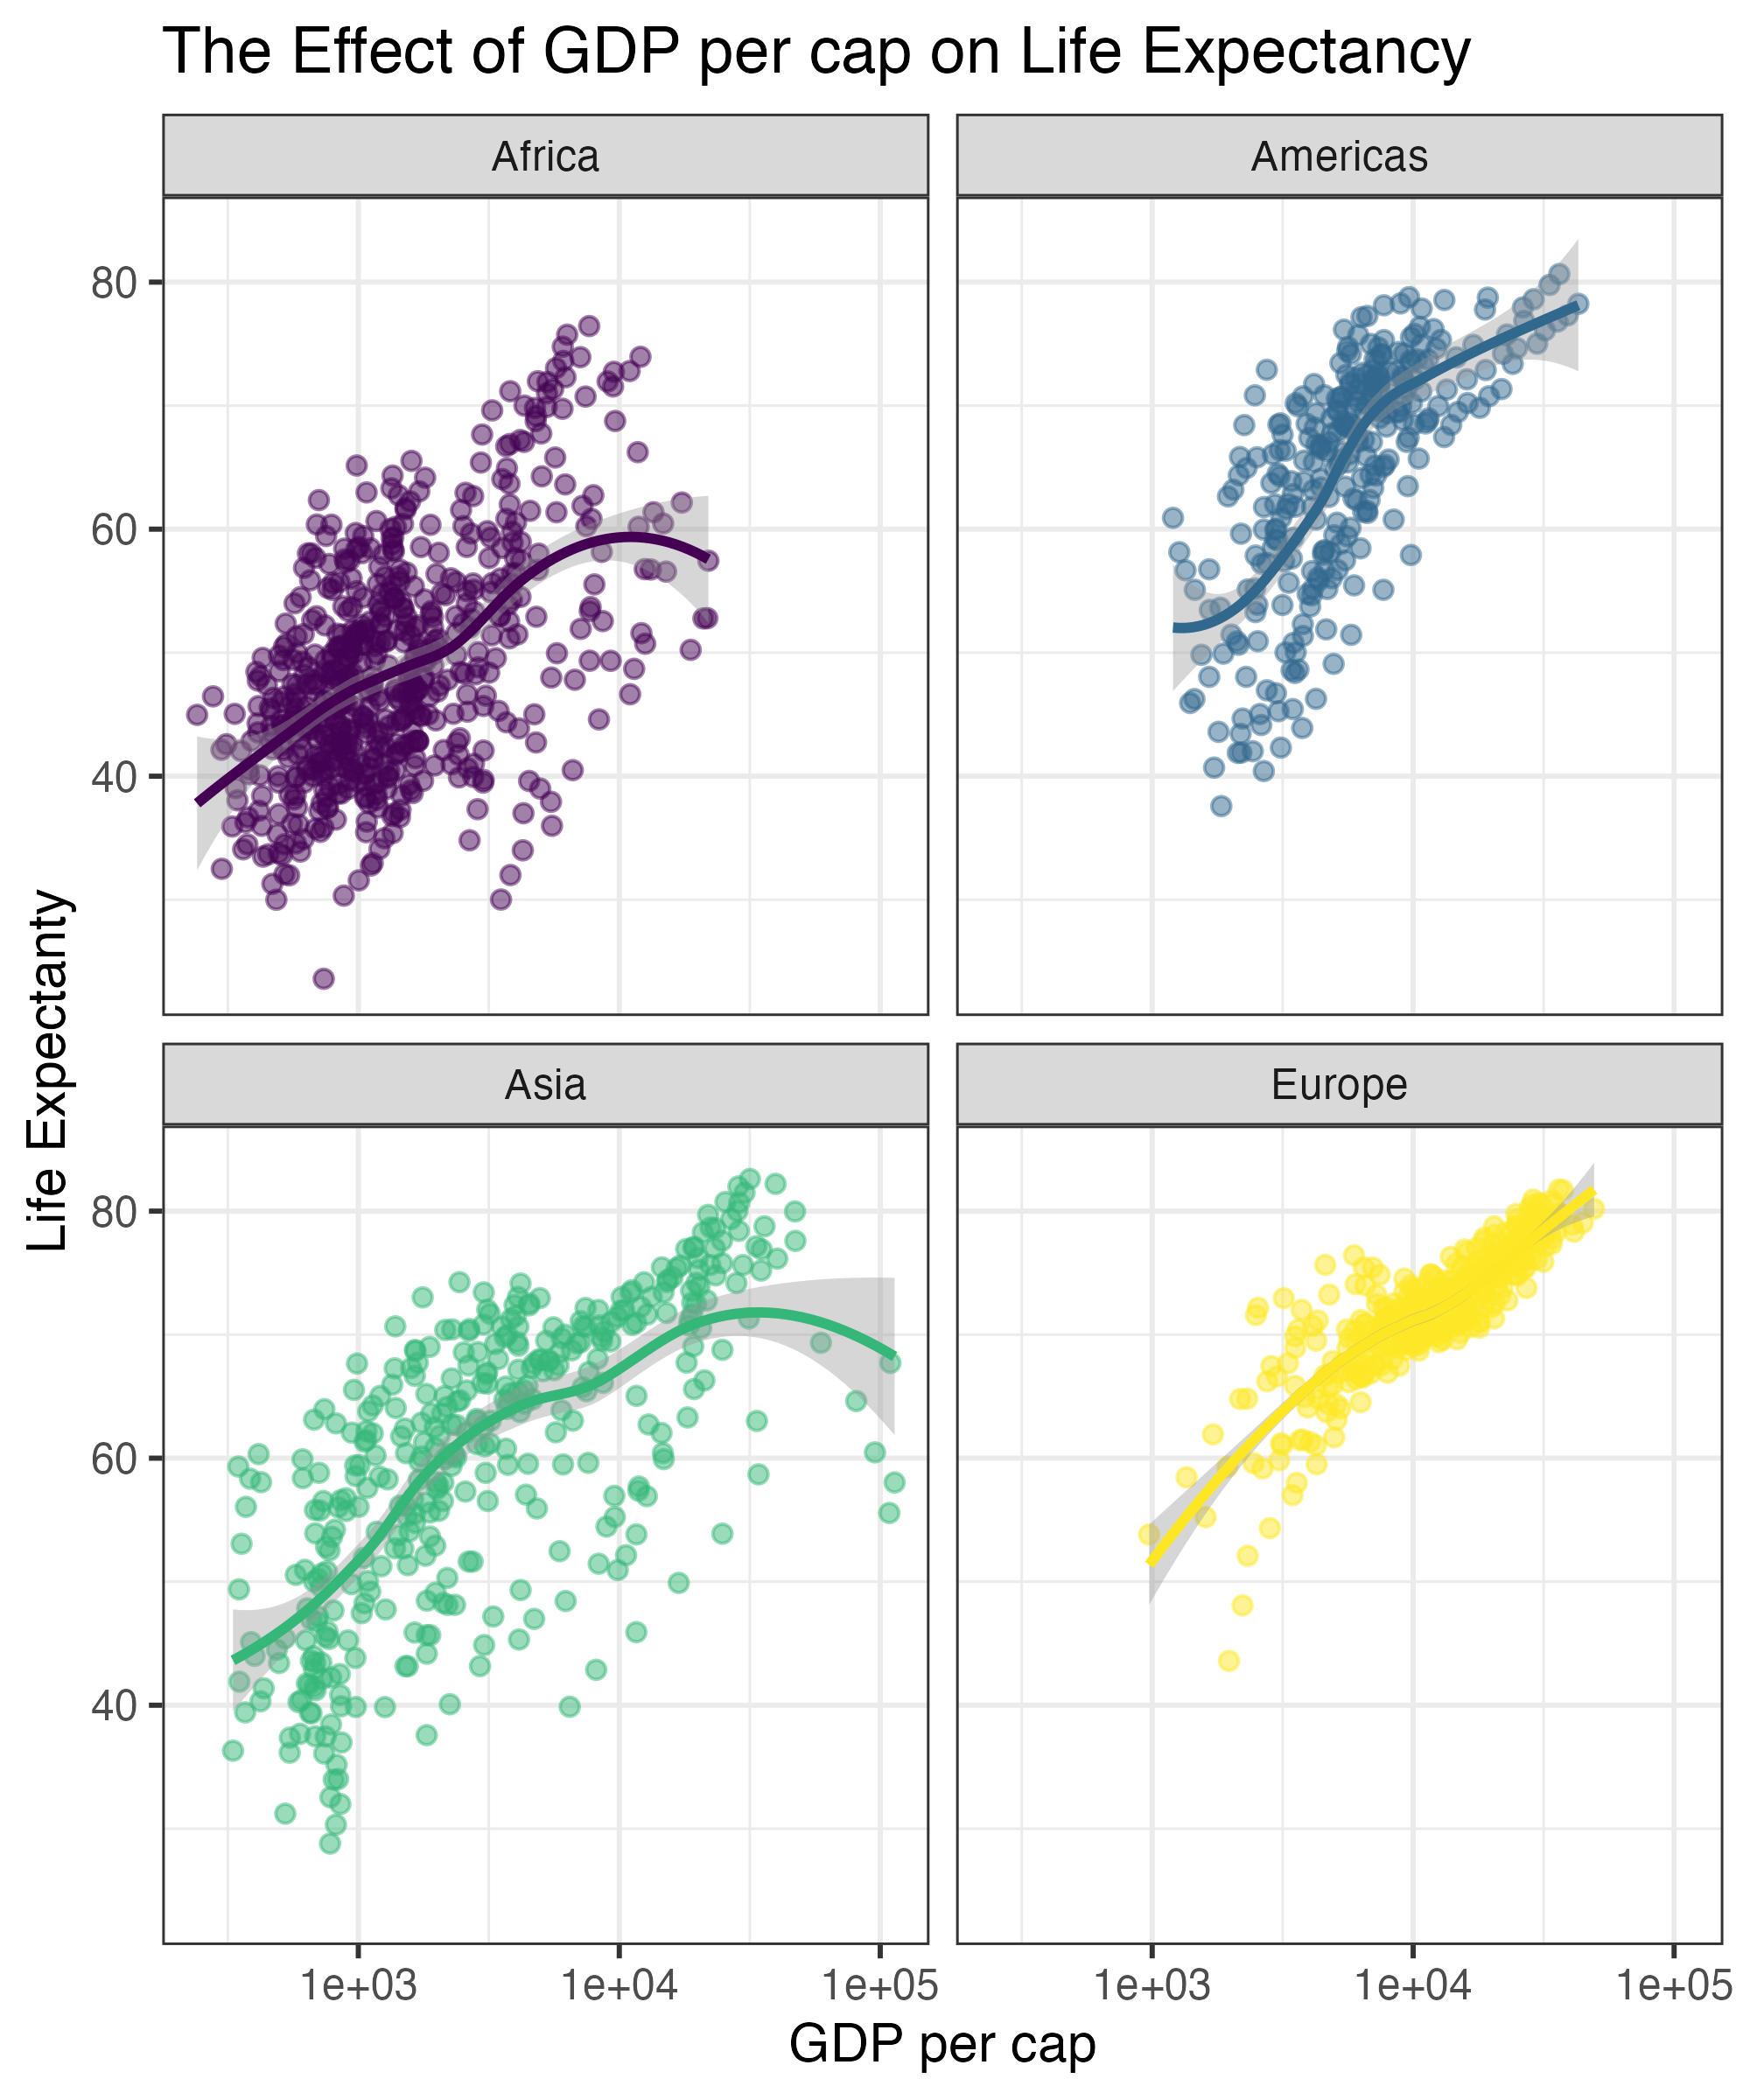 The Effect of GDP per cap on Life Expectancy
Africa
Americas
80
60
40
Life Expectanty
Asia
Europe
80
60
40
1e+03 1e+04 1e+05 1e+03 1e+04 1e+05
GDP per cap